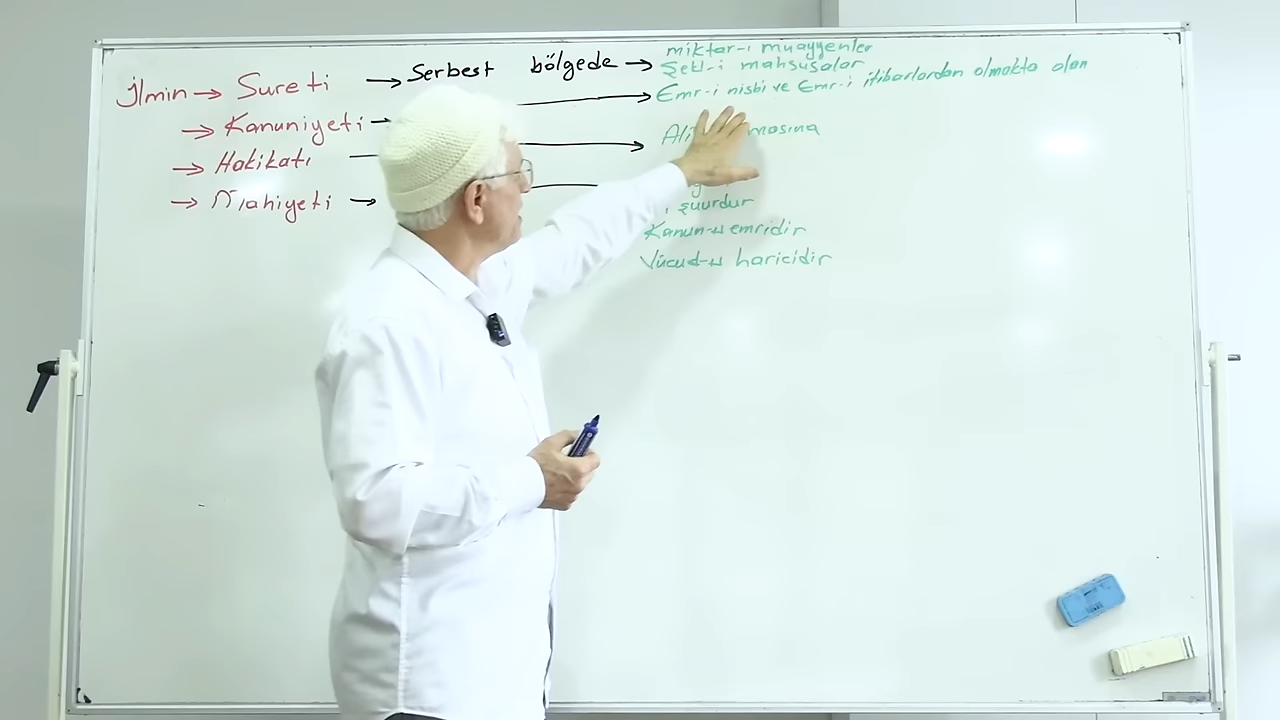 İlmin → Sureti → Serbest bölgede → miktar-ı muayyenler
Şekl-i mahsusalar
→ Kanuniyeti → → Emr-i nisbi ve Emr-i itibarlardan olmakta olan
→ Hakikatı → 
→ Mahiyeti →
şuurdur
Kanun-u emridir
Vücud-u haricidir